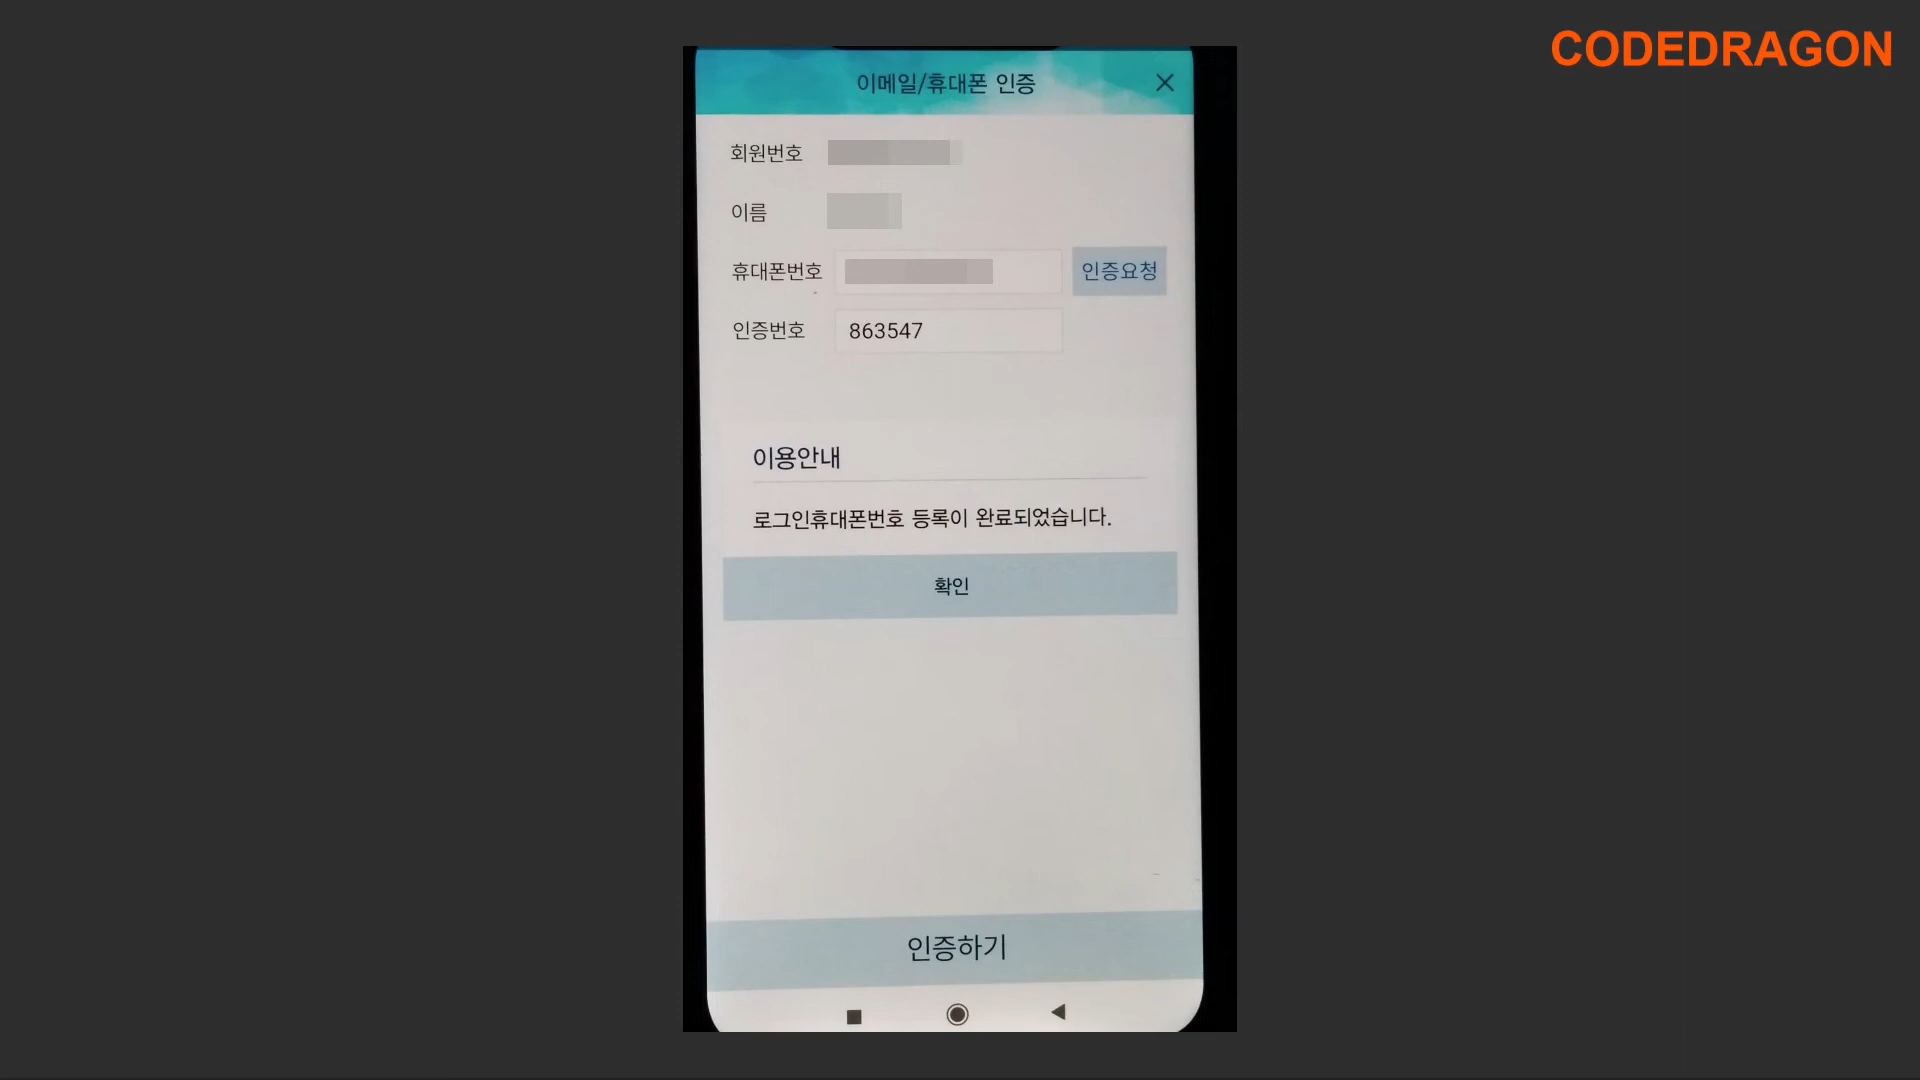 CODEDRAGON
이메일/휴대폰 인증
회원번호
이름
휴대폰번호 인증요청
인증번호 863547
이용안내
로그인휴대폰번호 등록이 완료되었습니다.
확인
인증하기